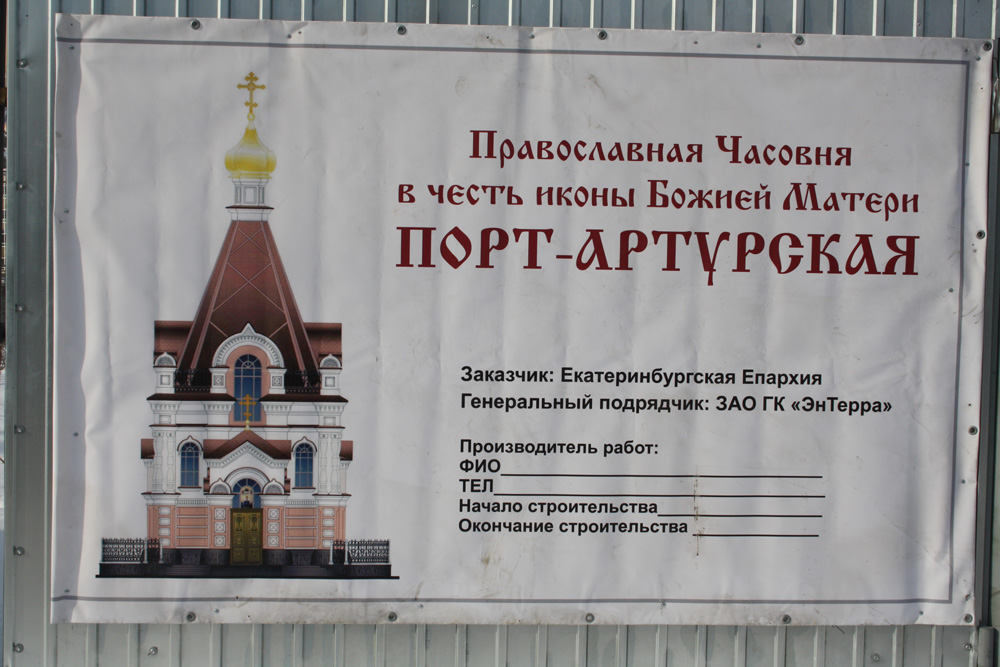 Православная Часовня
в честь иконы Божией Матери
ПОРТ-АРТУРСКАЯ
Заказчик: Екатеринбургская Епархия
Генеральный подрядчик: ЗАО ГК «ЭнТерра»
Производитель работ:
ФИО
ТЕЛ
Начало строительства
Окончание строительства